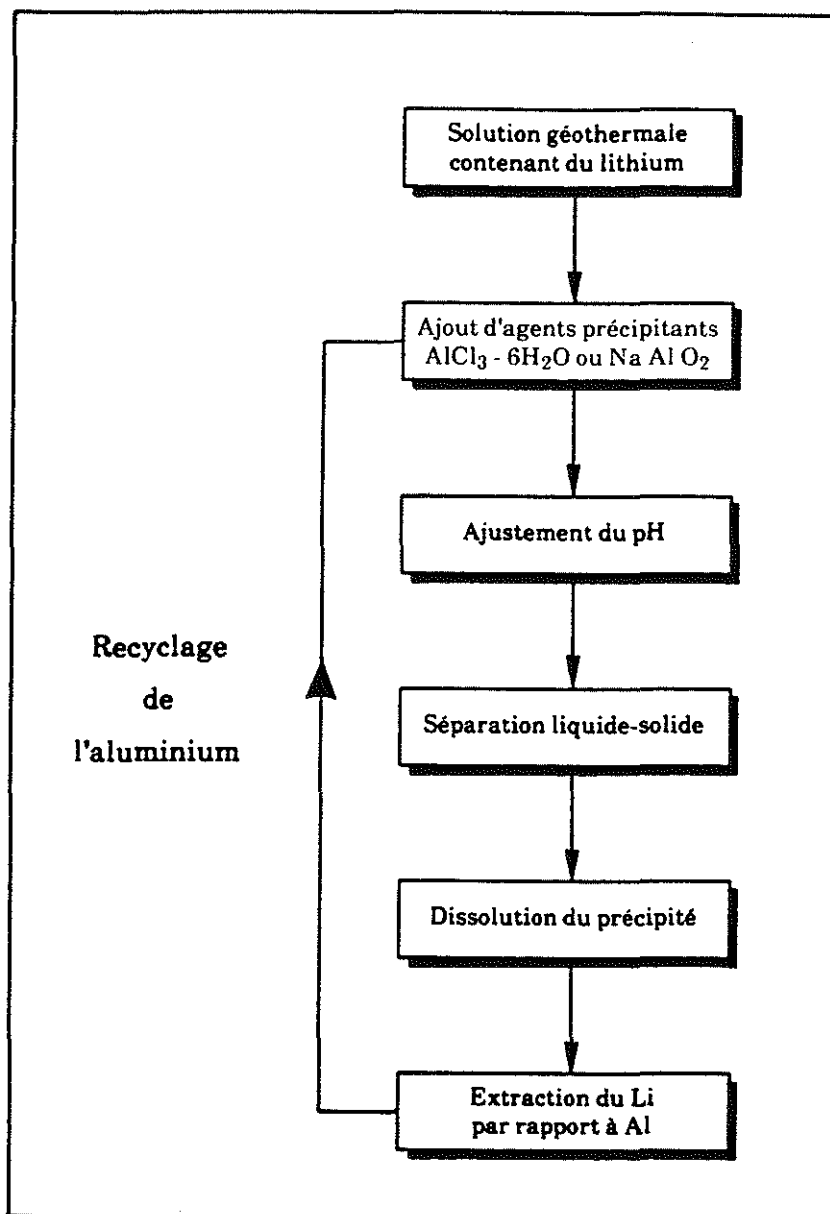 Solution géothermale
contenant du lithium
Ajout d'agents précipitants
AlCl₃ - 6H₂O ou Na Al O₂
Ajustement du pH
Séparation liquide-solide
Dissolution du précipité
Extraction du Li
par rapport à Al
Recyclage
de
l'aluminium